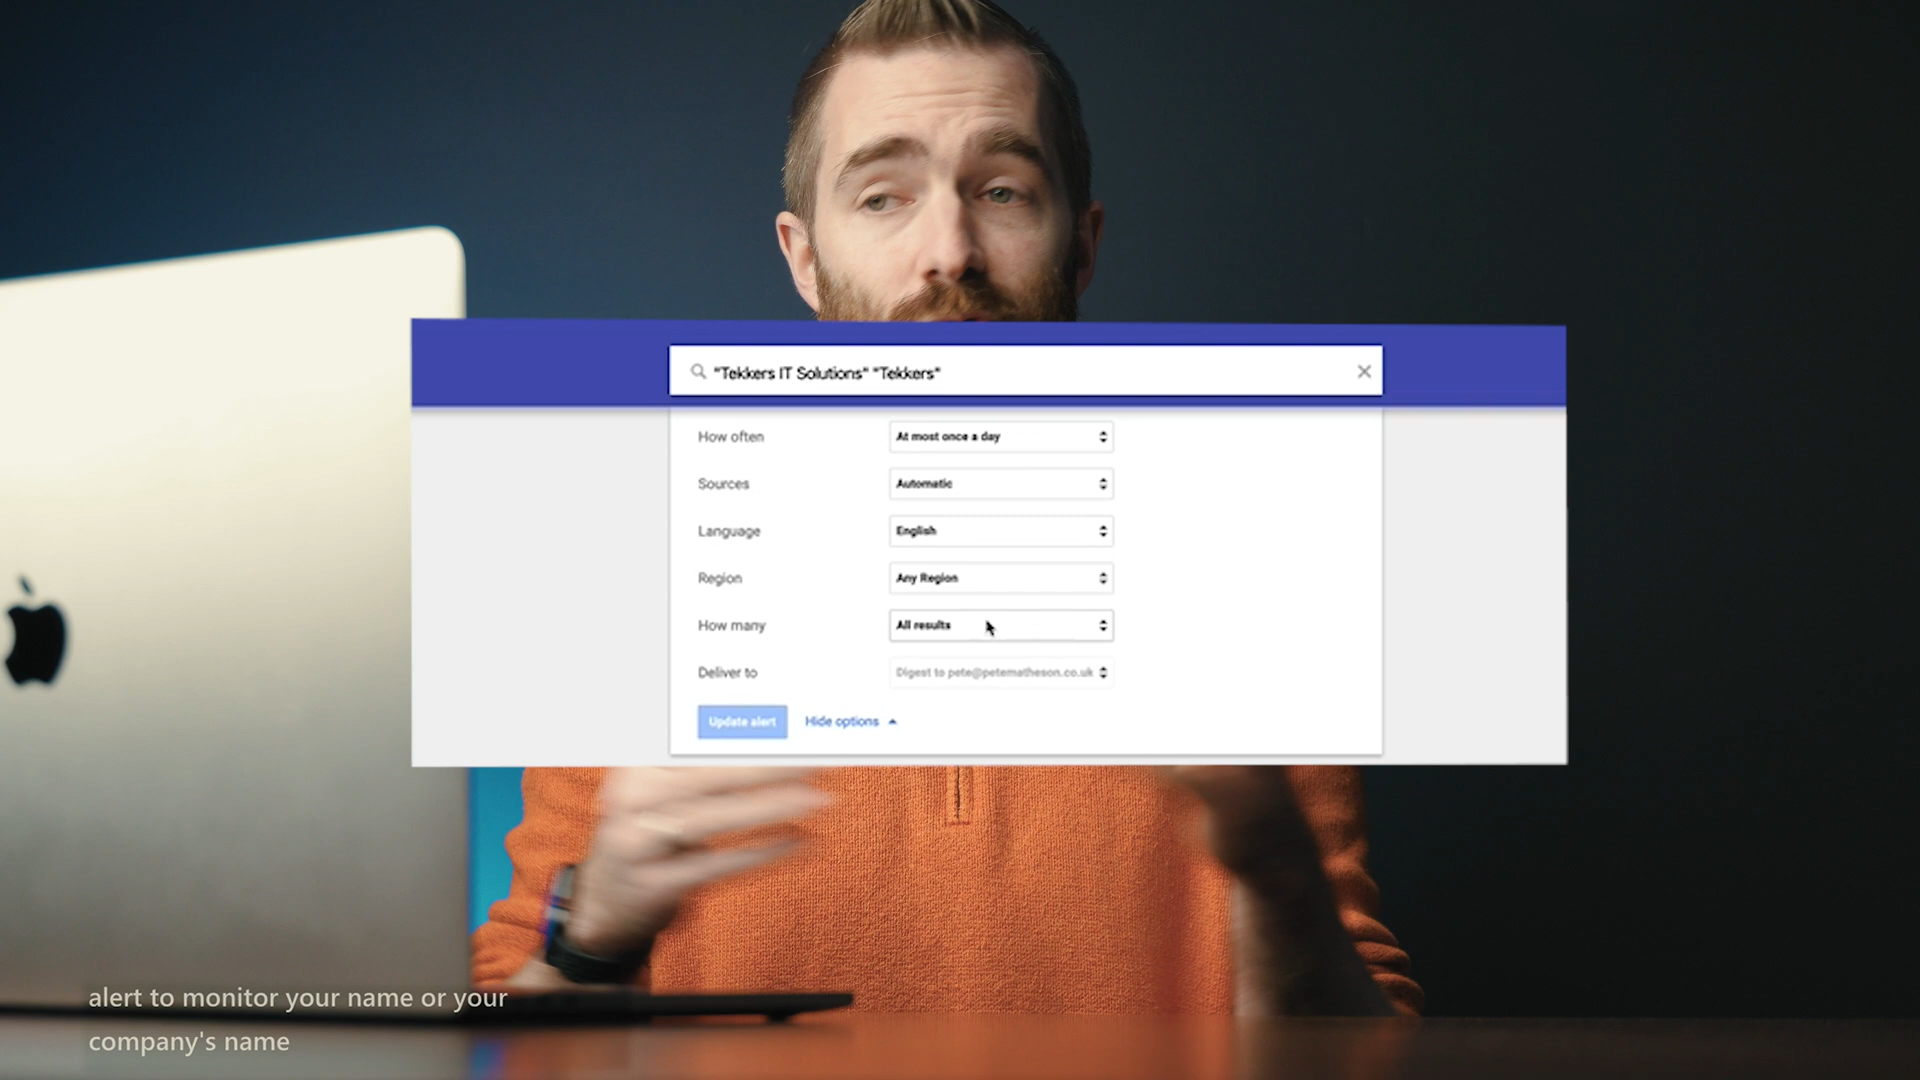 "Tekkers IT Solutions" "Tekkers"
How often At most once a day
Sources Automatic
Language English
Region Any Region
How many All results
Deliver to Digest to pete@petematheson.co.uk
Update alert Hide options
alert to monitor your name or your
company's name